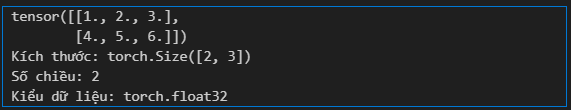 tensor([[1., 2., 3.],
        [4., 5., 6.]])
Kích thước: torch.Size([2, 3])
Số chiều: 2
Kiểu dữ liệu: torch.float32